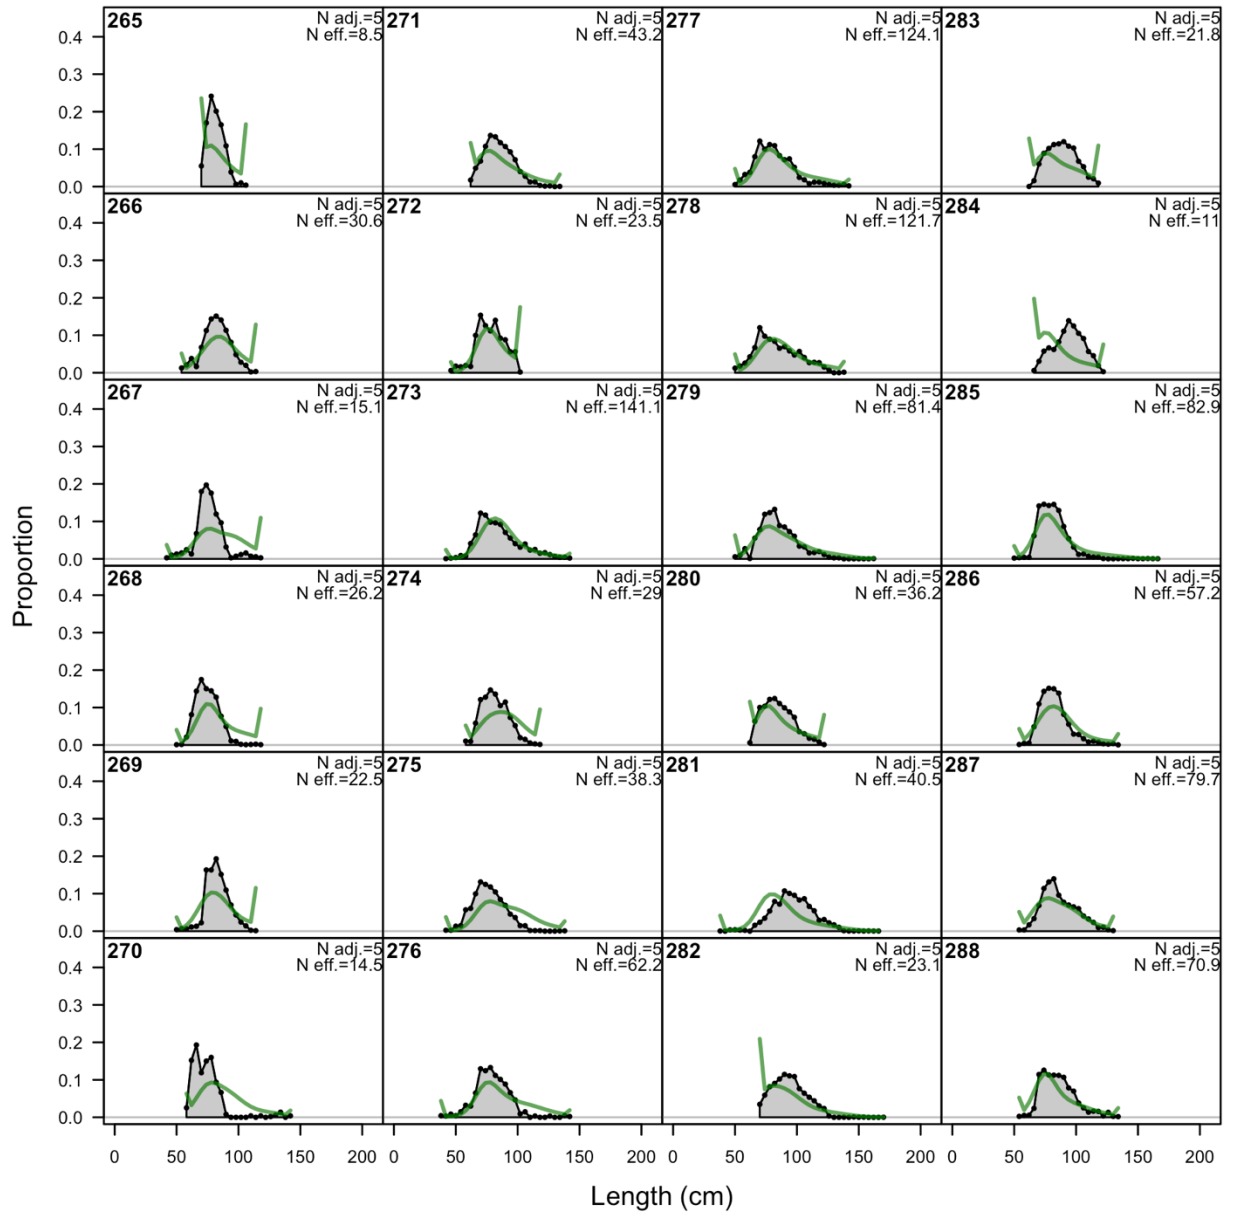 265 N adj.=5
N eff.=8.5
271 N adj.=5
N eff.=43.2
277 N adj.=5
N eff.=124.1
283 N adj.=5
N eff.=21.8
266 N adj.=5
N eff.=30.6
272 N adj.=5
N eff.=23.5
278 N adj.=5
N eff.=121.7
284 N adj.=5
N eff.=11
267 N adj.=5
N eff.=15.1
273 N adj.=5
N eff.=141.1
279 N adj.=5
N eff.=81.4
285 N adj.=5
N eff.=82.9
268 N adj.=5
N eff.=26.2
274 N adj.=5
N eff.=29
280 N adj.=5
N eff.=36.2
286 N adj.=5
N eff.=57.2
269 N adj.=5
N eff.=22.5
275 N adj.=5
N eff.=38.3
281 N adj.=5
N eff.=40.5
287 N adj.=5
N eff.=79.7
270 N adj.=5
N eff.=14.5
276 N adj.=5
N eff.=62.2
282 N adj.=5
N eff.=23.1
288 N adj.=5
N eff.=70.9
0.4
0.3
0.2
0.1
0.0
0.4
0.3
0.2
0.1
0.0
0.4
0.3
0.2
0.1
0.0
0.4
0.3
0.2
0.1
0.0
0.4
0.3
0.2
0.1
0.0
0.4
0.3
0.2
0.1
0.0
Proportion
0 50 100 150 200 0 50 100 150 200 0 50 100 150 200 0 50 100 150 200
Length (cm)